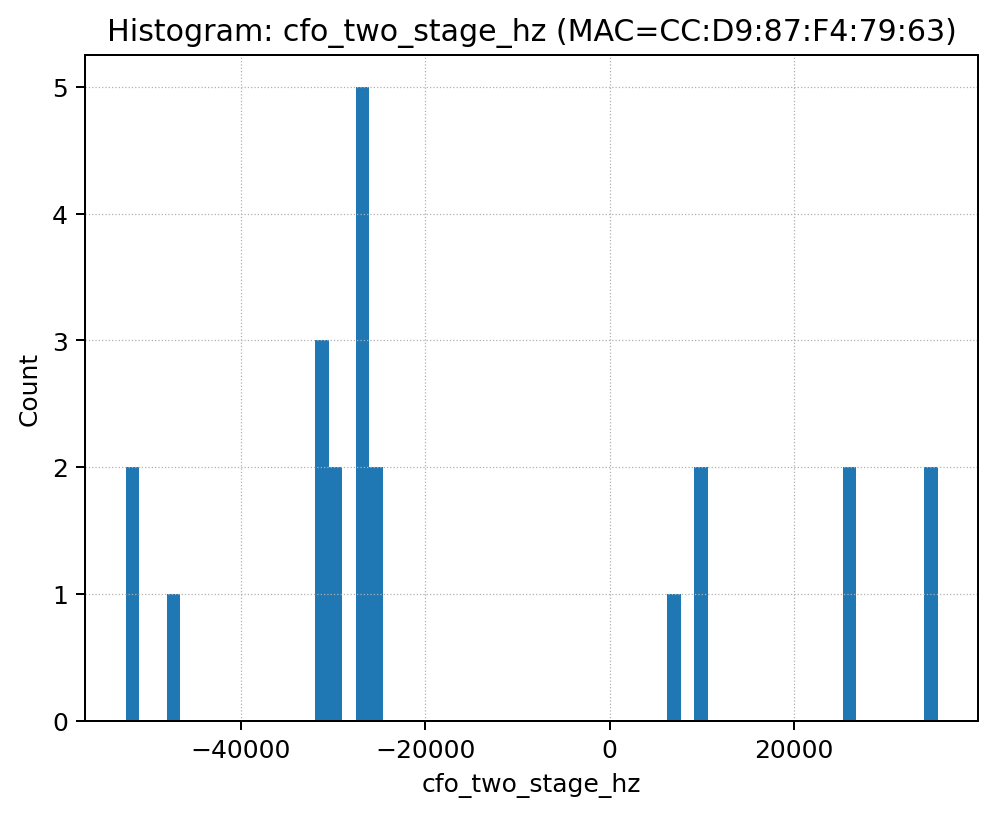 Histogram: cfo_two_stage_hz (MAC=CC:D9:87:F4:79:63)
5
4
3
2
1
0
Count
−40000 −20000 0 20000
cfo_two_stage_hz